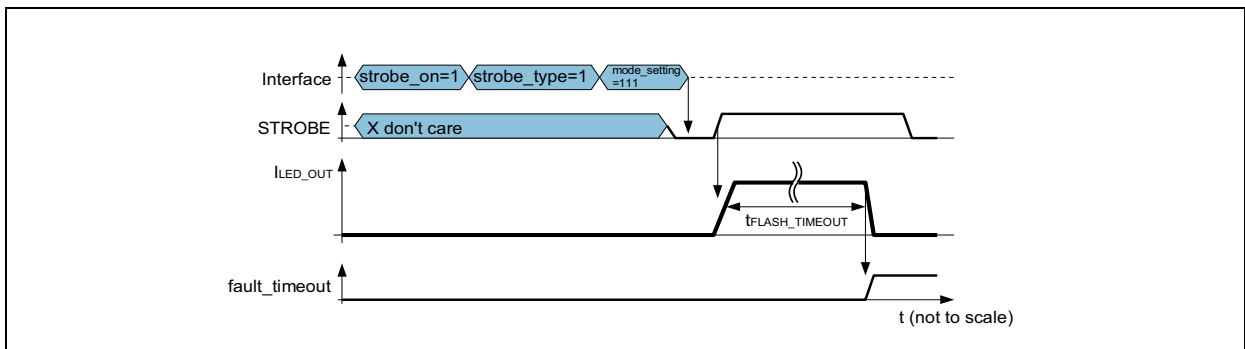 Interface
strobe_on=1
strobe_type=1
mode_setting
=111
STROBE
X don't care
ILED_OUT
tFLASH_TIMEOUT
fault_timeout
t (not to scale)